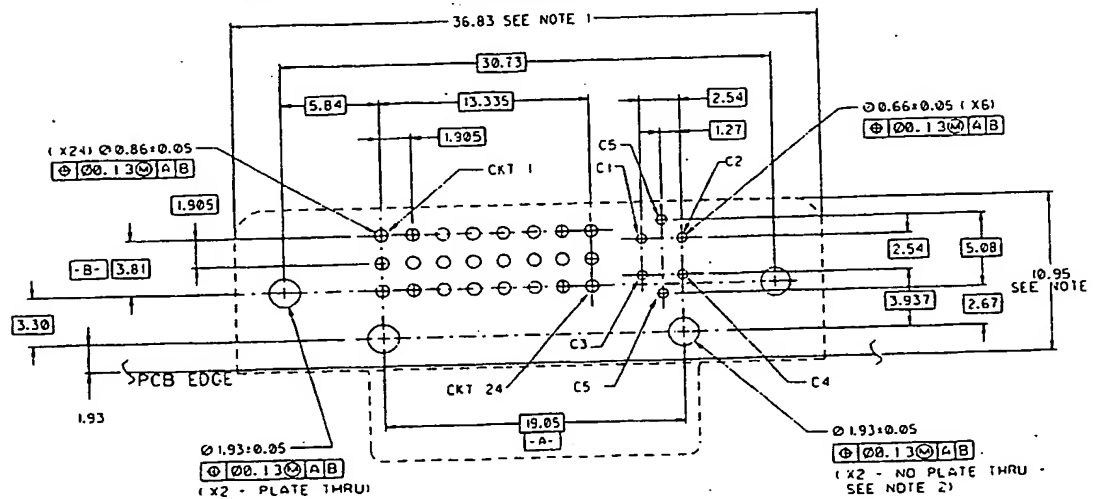 36.83 SEE NOTE 1
30.73
5.84
13.335
2.54
Ø0.66±0.05 (X6)
⌖ Ø0.13Ⓜ A B
1.905
1.27
C5
C2
(X24) Ø0.86±0.05
⌖ Ø0.13Ⓜ A B
CKT 1
C1
1.905
2.54
5.08
-B- 3.81
10.95
SEE NOTE
3.937
2.67
3.30
C3
PCB EDGE
CKT 24
C5
C4
1.93
19.05
-A-
Ø1.93±0.05
⌖ Ø0.13Ⓜ A B
(X2 - PLATE THRU)
Ø1.93±0.05
⌖ Ø0.13Ⓜ A B
(X2 - NO PLATE THRU -
SEE NOTE 2)